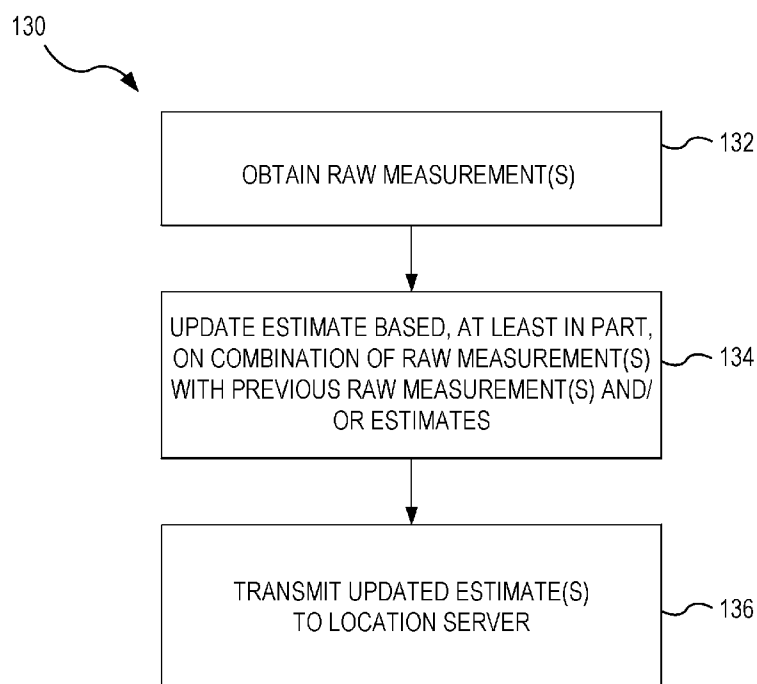 130
132
OBTAIN RAW MEASUREMENT(S)
UPDATE ESTIMATE BASED, AT LEAST IN PART,
ON COMBINATION OF RAW MEASUREMENT(S)
WITH PREVIOUS RAW MEASUREMENT(S) AND/
OR ESTIMATES
134
TRANSMIT UPDATED ESTIMATE(S)
TO LOCATION SERVER
136